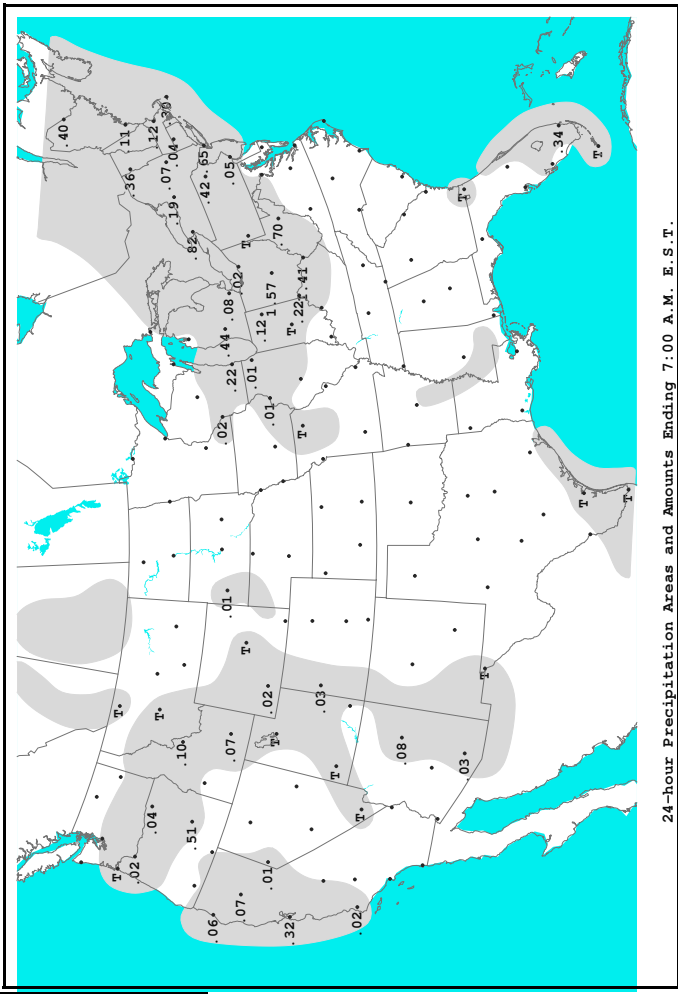 .40
T
T
.11
.36
.02
.04
.12
T
.30
.07
.04
.19
.10
.51
.82
.65
.42
.06
.02
.44
.01
.08
.05
.07
.22
.02
.07
T
T
.01
.12
.01
.02
.01
1.57
T
.70
.32
T
.22
1.41
T
.03
T
.02
T
.08
.03
T
T
.34
T
T
T
24-hour Precipitation Areas and Amounts Ending 7:00 A.M. E.S.T.